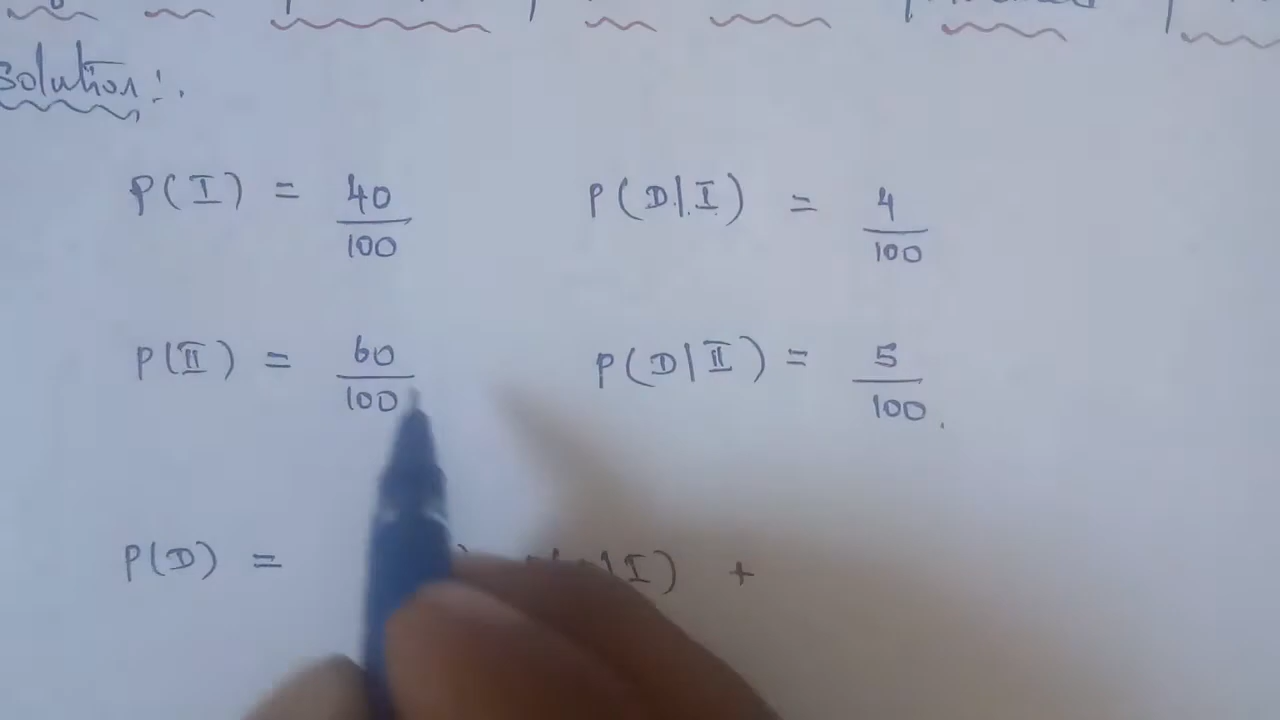 Solution:.
P(I) = 40/100 P(D|I) = 4/100
P(II) = 60/100 P(D|II) = 5/100.
P(D) = |I) +